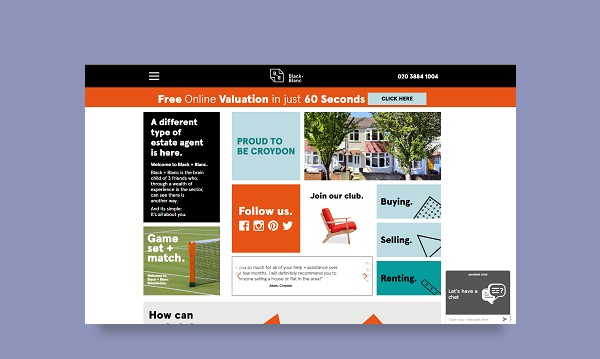 B
B
Black+
Blanc
020 3884 1004
Free Online Valuation in just 60 Seconds
CLICK HERE
A different
type of
estate agent
is here.
Welcome to Black + Blanc.
Black + Blanc is the brain
child of 3 friends who,
through a wealth of
experience in the sector,
can see there is
another way.
And its simple:
It's all about you.
PROUD TO
BE CROYDON
Follow us.
Join our club.
Buying.
Selling.
Renting.
Game
set +
match.
Welcome to
Black + Blanc
Wimbledon.
you so much for all of your help + assistance over
few months. I will definitely recommend you to
anyone selling a house or flat in the area!"
Adam, Croydon
How can
zendesk chat
Let's have a
chat
Type your message here